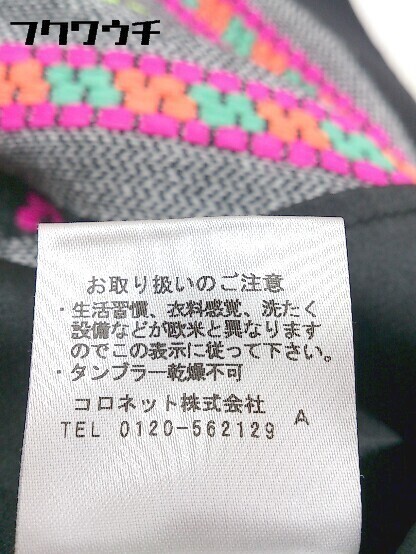 フクワウチ
お取り扱いのご注意
・生活習慣、衣料感覚、洗たく
設備などが欧米と異なります
のでこの表示に従って下さい。
・タンブラー乾燥不可
コロネット株式会社
TEL 0120-562129 A